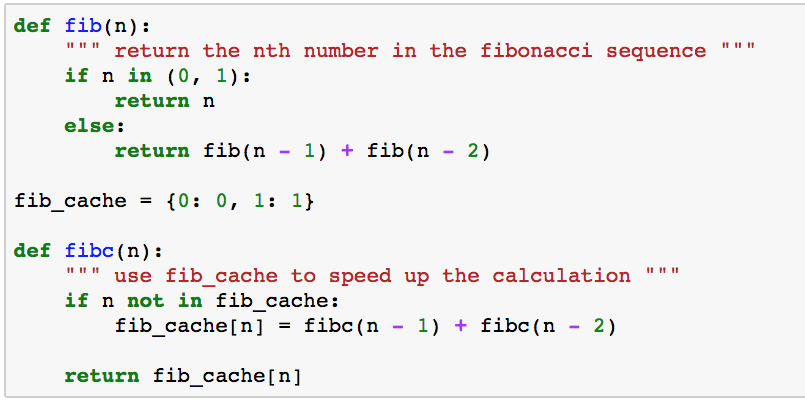 def fib(n):
    """ return the nth number in the fibonacci sequence """
    if n in (0, 1):
        return n
    else:
        return fib(n - 1) + fib(n - 2)

fib_cache = {0: 0, 1: 1}

def fibc(n):
    """ use fib_cache to speed up the calculation """
    if n not in fib_cache:
        fib_cache[n] = fibc(n - 1) + fibc(n - 2)

    return fib_cache[n]